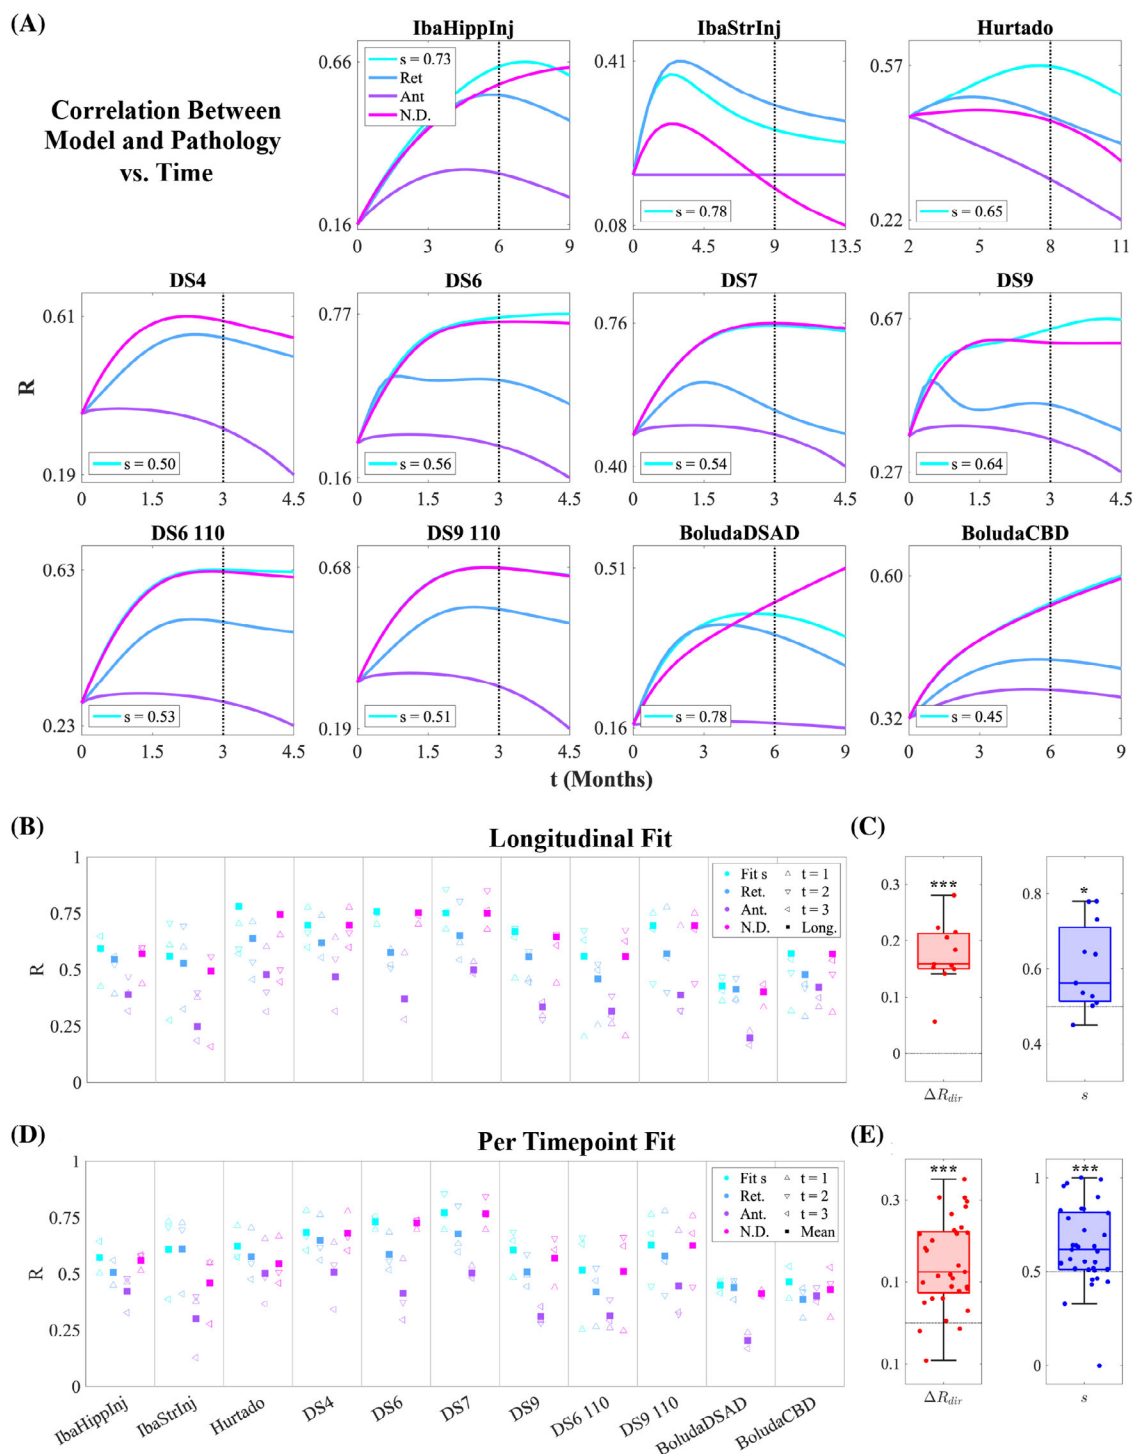 (A)
Correlation Between
Model and Pathology
vs. Time
IbaHippInj
IbaStrInj
Hurtado
0.66
0.16
s = 0.73
Ret
Ant
N.D.
0 3 6 9
0.41
0.08
s = 0.78
0 4.5 9 13.5
0.57
0.22
s = 0.65
2 5 8 11
DS4
DS6
DS7
DS9
R
0.61
0.19
s = 0.50
0 1.5 3 4.5
0.77
0.16
s = 0.56
0 1.5 3 4.5
0.76
0.40
s = 0.54
0 1.5 3 4.5
0.67
0.27
s = 0.64
0 1.5 3 4.5
DS6 110
DS9 110
BoludaDSAD
BoludaCBD
0.63
0.23
s = 0.53
0 1.5 3 4.5
0.68
0.19
s = 0.51
0 1.5 3 4.5
0.51
0.16
s = 0.78
0 3 6 9
0.60
0.32
s = 0.45
0 3 6 9
t (Months)
(B)
Longitudinal Fit
1
0.75
0.5
0.25
0
R
Fit s
Ret.
Ant.
N.D.
t = 1
t = 2
t = 3
Long.
(C)
***
0.3
0.2
0.1
0
ΔR_dir
*
0.8
0.6
0.4
s
(D)
Per Timepoint Fit
1
0.75
0.5
0.25
0
R
Fit s
Ret.
Ant.
N.D.
t = 1
t = 2
t = 3
Mean
IbaHippInj
IbaStrInj
Hurtado
DS4
DS6
DS7
DS9
DS6 110
DS9 110
BoludaDSAD
BoludaCBD
(E)
***
0.3
0.1
0.1
ΔR_dir
***
1
0.5
0
s